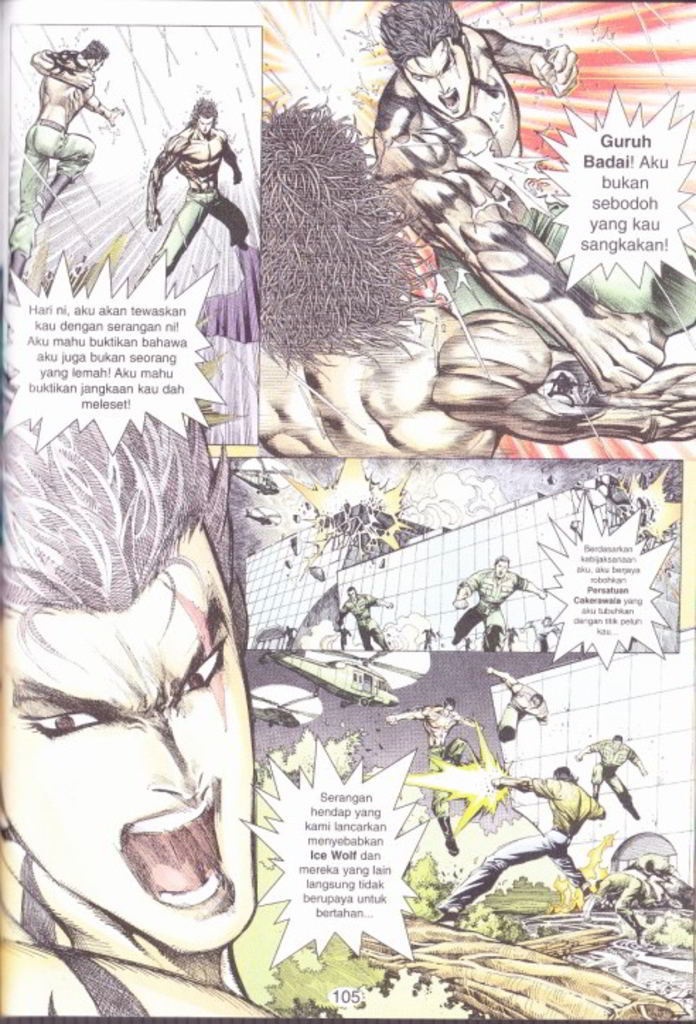 Guruh
Badai! Aku
bukan
sebodoh
yang kau
sangkakan!
Hari ni, aku akan tewaskan
kau dengan serangan ni!
Aku mahu buktikan bahawa
aku juga bukan seorang
yang lemah! Aku mahu
buktikan jangkaan kau dah
meleset!
Berdasarkan
kebijaksanaan
aku, aku berjaya
robohkan
Persatuan
Cakerawala yang
aku tubuhkan
dengan titik peluh
kau...
Serangan
hendap yang
kami lancarkan
menyebabkan
Ice Wolf dan
mereka yang lain
langsung tidak
berupaya untuk
bertahan...
105